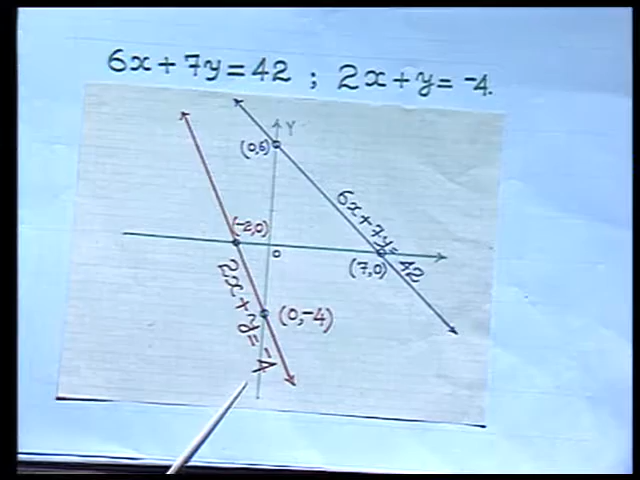 6x+7y=42 ; 2x+y=-4.
Y
(0,6)
6x+7y=42
(-2,0)
0
(7,0)
2x+y=-4
(0,-4)